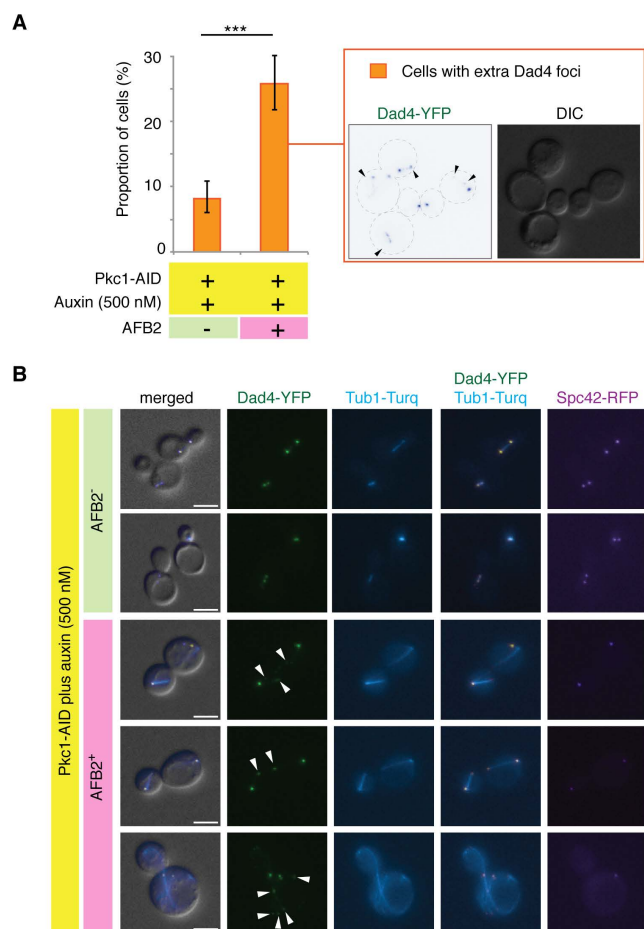 A
***
30
20
10
0
Proportion of cells (%)
Cells with extra Dad4 foci
Dad4-YFP
DIC
Pkc1-AID + +
Auxin (500 nM) + +
AFB2 - +
B
Dad4-YFP
merged Dad4-YFP Tub1-Turq Tub1-Turq Spc42-RFP
Pkc1-AID plus auxin (500 nM)
AFB2-
AFB2+